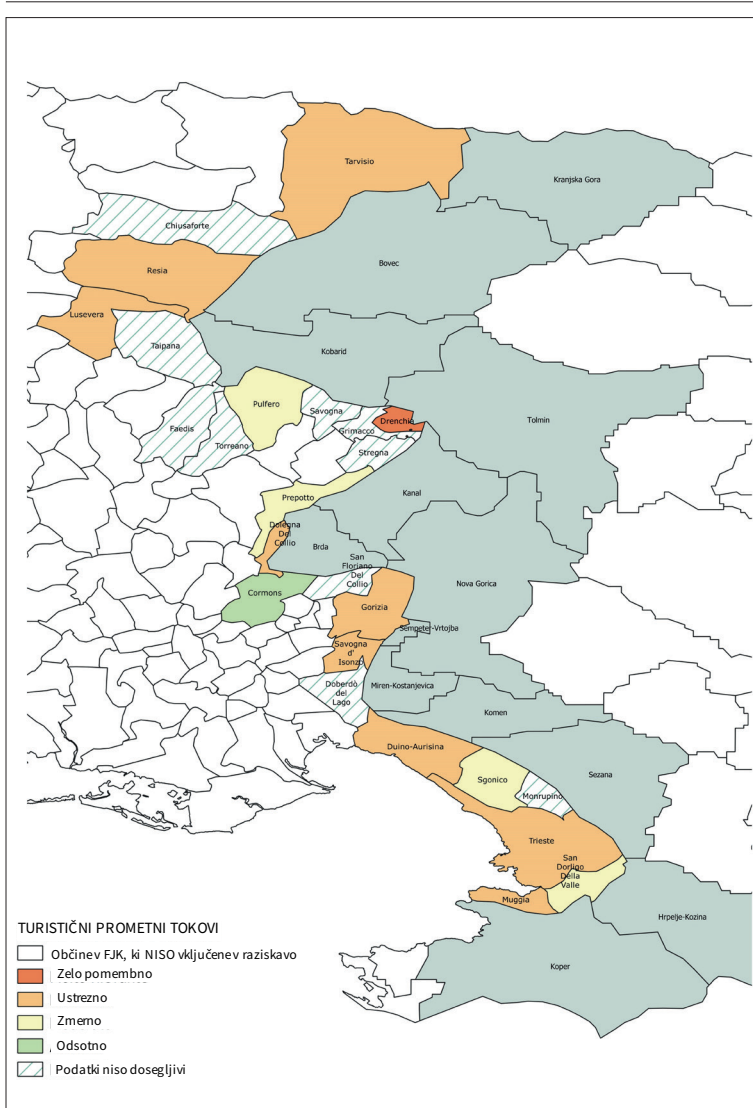 Tarvisio
Kranjska Gora
Chiusaforte
Bovec
Resia
Lusevera
Taipana
Kobarid
Pulfero
Savogna
Drenchia
Grimacco
Tolmin
Faedis
Torreano
Stregna
Kanal
Prepotto
Dolegna
Del
Collio
Brda
San
Floriano
Del
Collio
Nova Gorica
Cormons
Gorizia
Sempeter-Vrtojba
Savogna
d'
Isonzo
Doberdò
del
Lago
Miren-Kostanjevica
Komen
Duino-Aurisina
Sgonico
Sezana
Monrupino
Trieste
San
Dorligo
Della
Valle
Muggia
Hrpelje-Kozina
Koper
TURISTIČNI PROMETNI TOKOVI
Občine v FJK, ki NISO vključene v raziskavo
Zelo pomembno
Ustrezno
Zmerno
Odsotno
Podatki niso dosegljivi